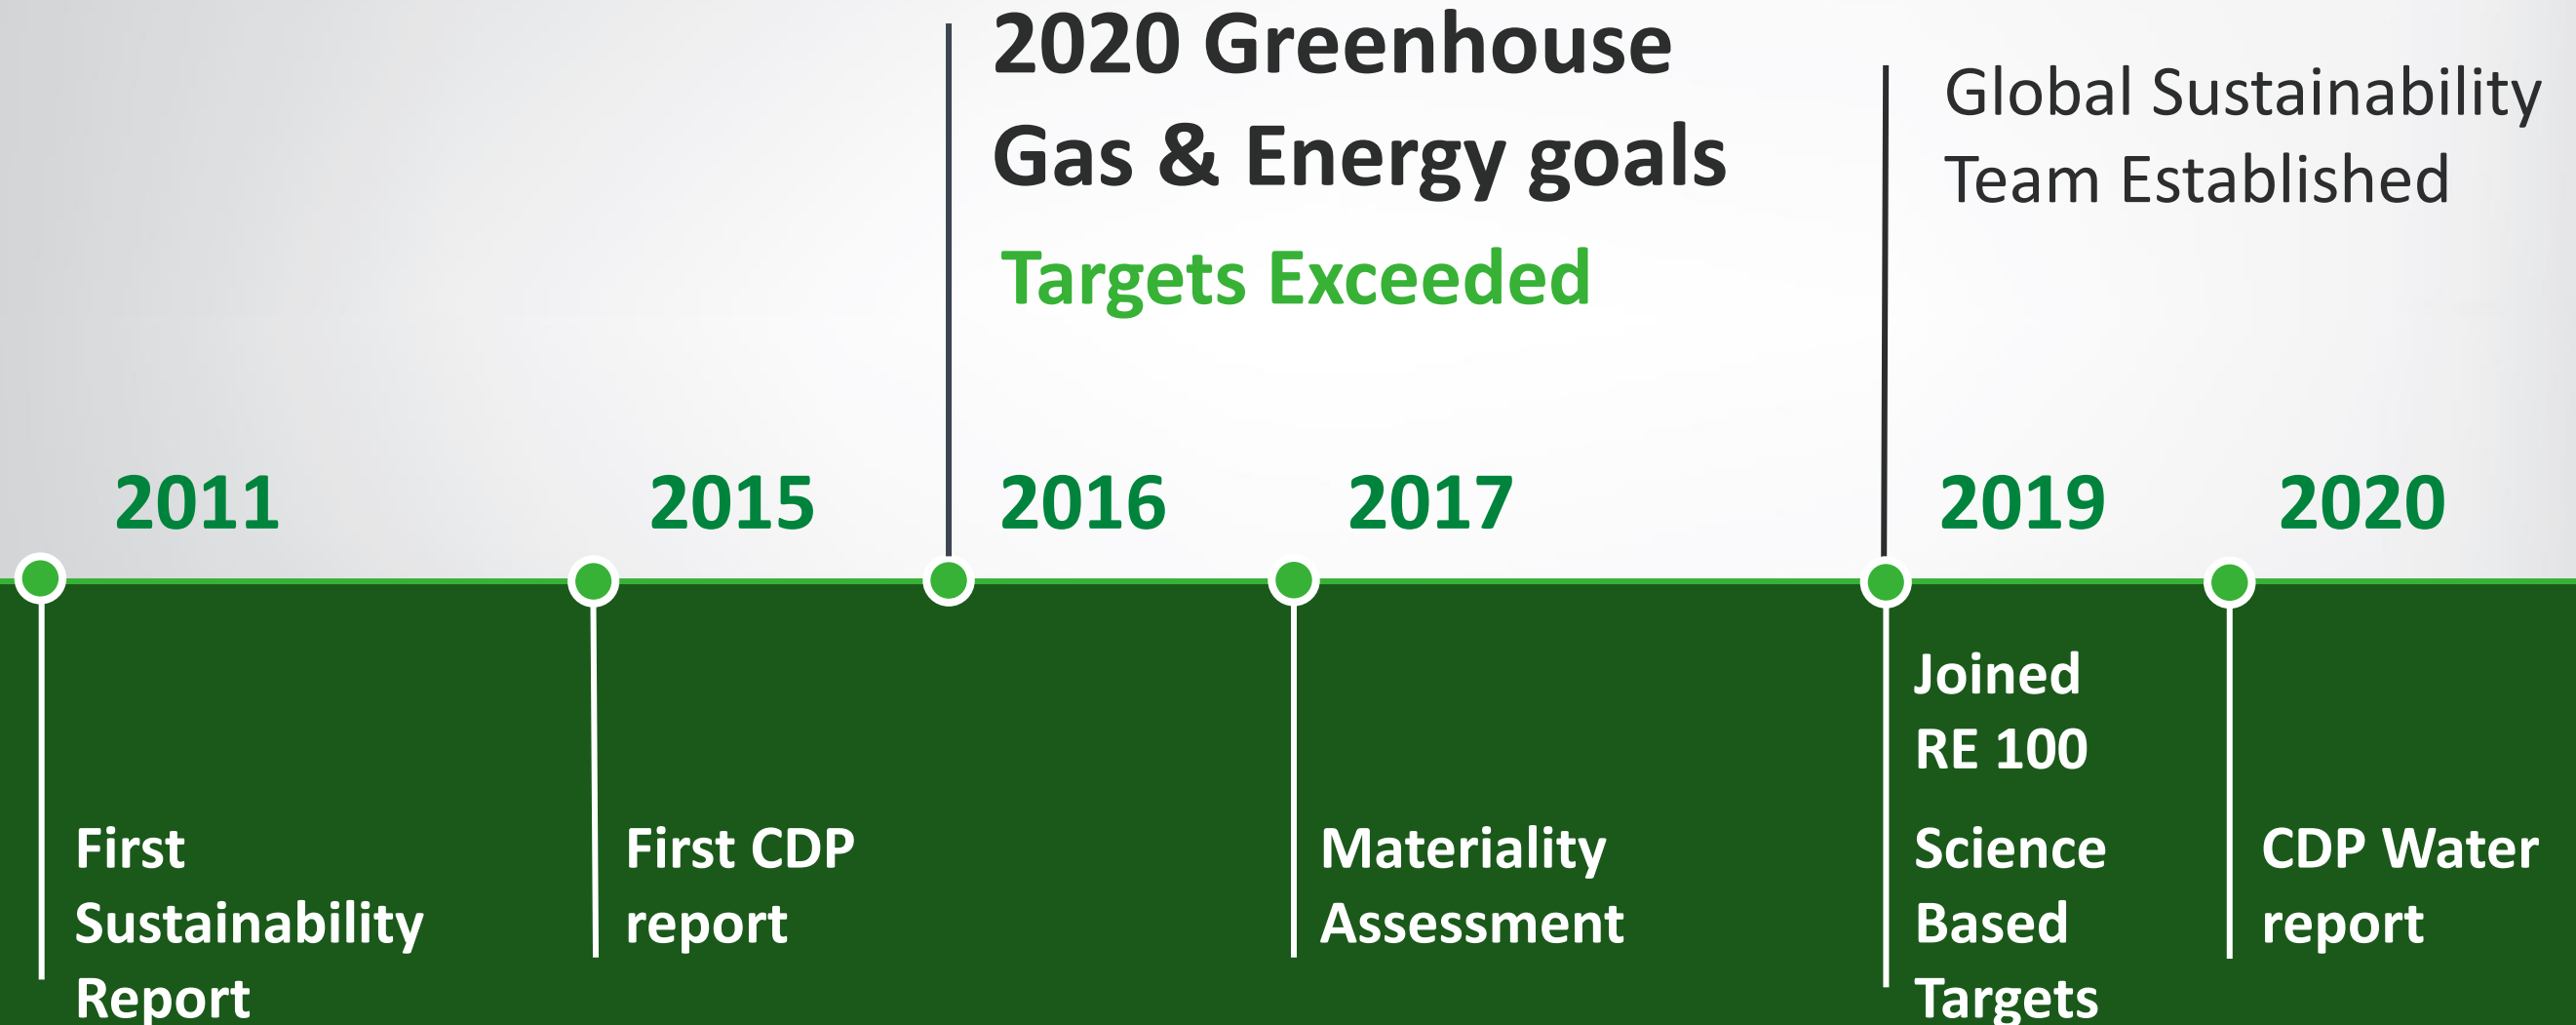 2020 Greenhouse
Gas & Energy goals
Targets Exceeded
Global Sustainability
Team Established
2011
2015
2016
2017
2019
2020
First
Sustainability
Report
First CDP
report
Materiality
Assessment
Joined
RE 100
Science
Based
Targets
CDP Water
report